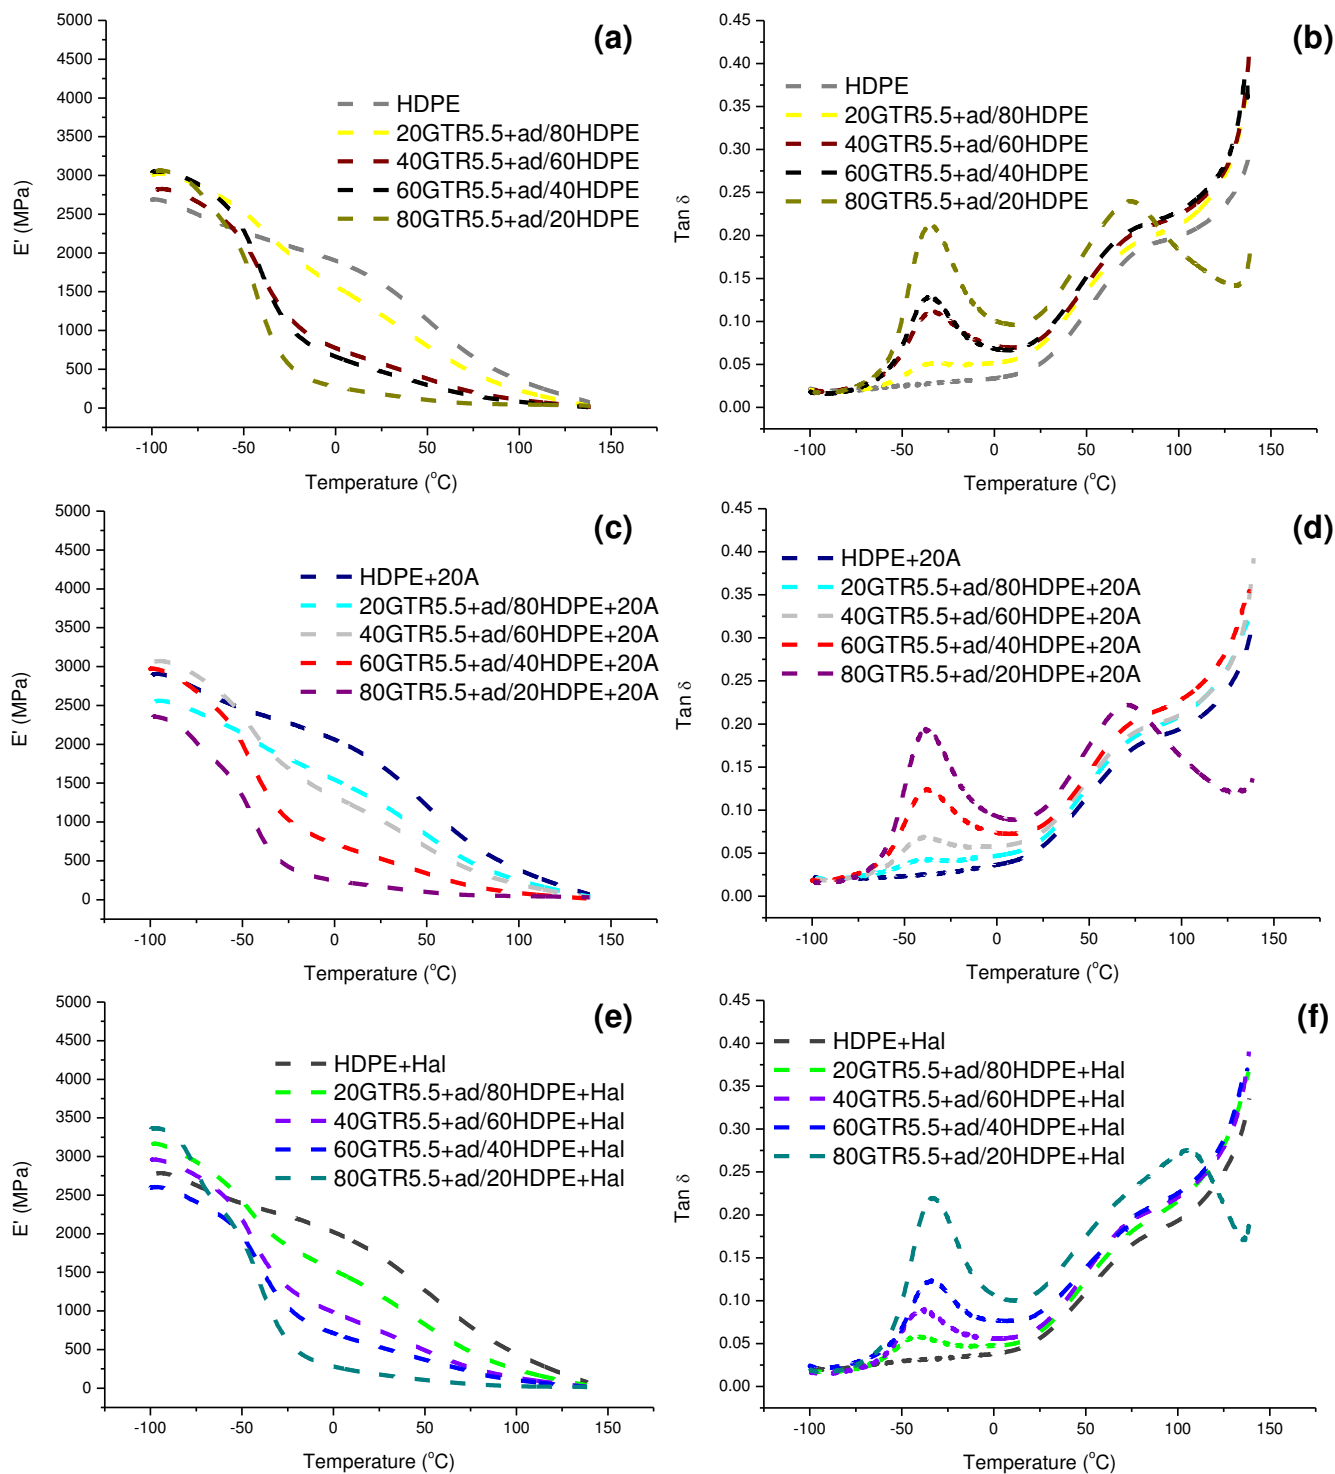 (a)
5000
4500
4000
3500
3000
2500
2000
1500
1000
500
0
E' (MPa)
HDPE
20GTR5.5+ad/80HDPE
40GTR5.5+ad/60HDPE
60GTR5.5+ad/40HDPE
80GTR5.5+ad/20HDPE
-100
-50
0
50
100
150
Temperature (°C)
(b)
0.45
0.40
0.35
0.30
0.25
0.20
0.15
0.10
0.05
0.00
Tan δ
HDPE
20GTR5.5+ad/80HDPE
40GTR5.5+ad/60HDPE
60GTR5.5+ad/40HDPE
80GTR5.5+ad/20HDPE
-100
-50
0
50
100
150
Temperature (°C)
(c)
5000
4500
4000
3500
3000
2500
2000
1500
1000
500
0
E' (MPa)
HDPE+20A
20GTR5.5+ad/80HDPE+20A
40GTR5.5+ad/60HDPE+20A
60GTR5.5+ad/40HDPE+20A
80GTR5.5+ad/20HDPE+20A
-100
-50
0
50
100
150
Temperature (°C)
(d)
0.45
0.40
0.35
0.30
0.25
0.20
0.15
0.10
0.05
0.00
Tan δ
HDPE+20A
20GTR5.5+ad/80HDPE+20A
40GTR5.5+ad/60HDPE+20A
60GTR5.5+ad/40HDPE+20A
80GTR5.5+ad/20HDPE+20A
-100
-50
0
50
100
150
Temperature (°C)
(e)
5000
4500
4000
3500
3000
2500
2000
1500
1000
500
0
E' (MPa)
HDPE+Hal
20GTR5.5+ad/80HDPE+Hal
40GTR5.5+ad/60HDPE+Hal
60GTR5.5+ad/40HDPE+Hal
80GTR5.5+ad/20HDPE+Hal
-100
-50
0
50
100
150
Temperature (°C)
(f)
0.45
0.40
0.35
0.30
0.25
0.20
0.15
0.10
0.05
0.00
Tan δ
HDPE+Hal
20GTR5.5+ad/80HDPE+Hal
40GTR5.5+ad/60HDPE+Hal
60GTR5.5+ad/40HDPE+Hal
80GTR5.5+ad/20HDPE+Hal
-100
-50
0
50
100
150
Temperature (°C)